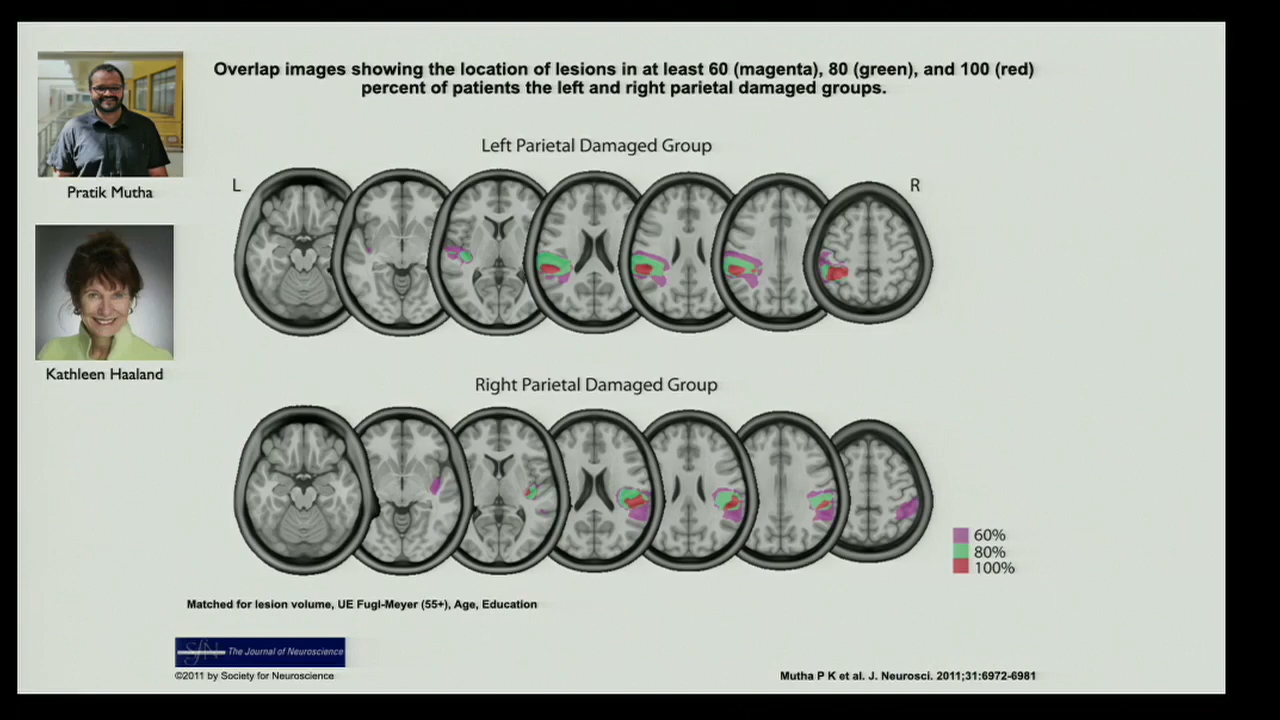 Overlap images showing the location of lesions in at least 60 (magenta), 80 (green), and 100 (red)
percent of patients the left and right parietal damaged groups.
Pratik Mutha
Kathleen Haaland
Left Parietal Damaged Group
L
R
Right Parietal Damaged Group
60%
80%
100%
Matched for lesion volume, UE Fugl-Meyer (55+), Age, Education
SfN The Journal of Neuroscience
©2011 by Society for Neuroscience
Mutha P K et al. J. Neurosci. 2011;31:6972-6981